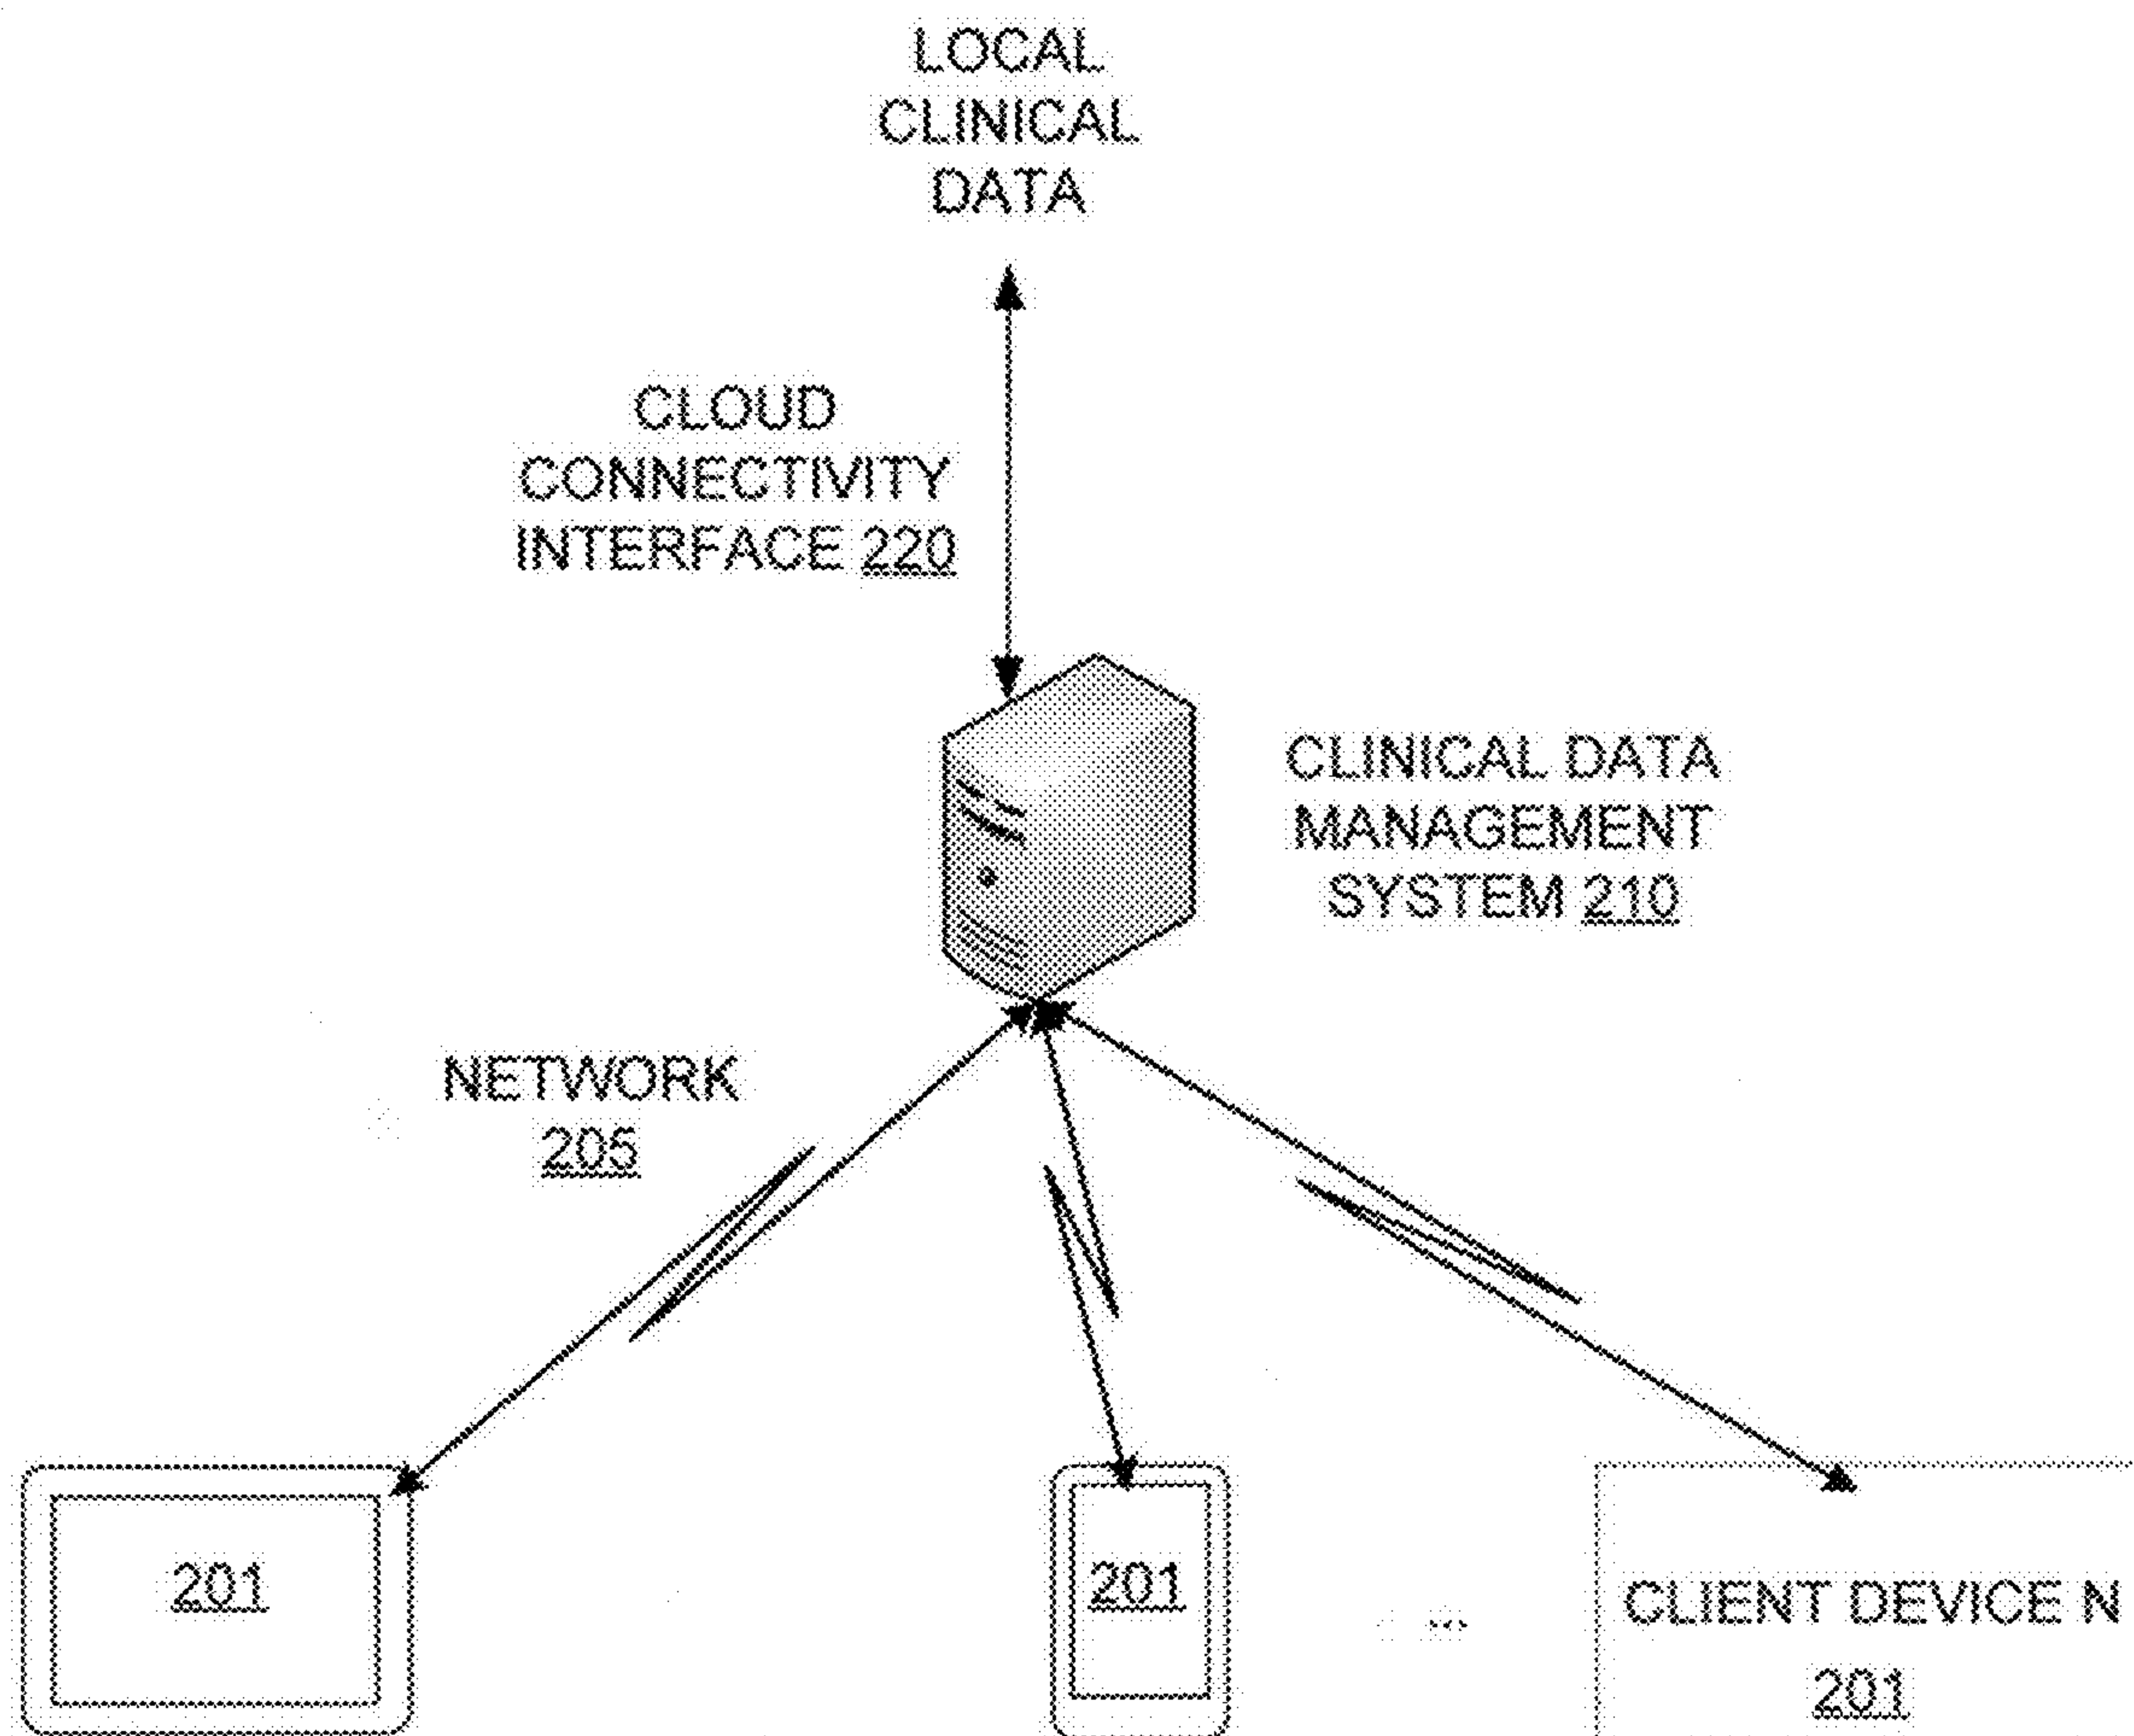 LOCAL
CLINICAL
DATA
CLOUD
CONNECTIVITY
INTERFACE 220
CLINICAL DATA
MANAGEMENT
SYSTEM 210
NETWORK
205
201
201
...
CLIENT DEVICE N
201